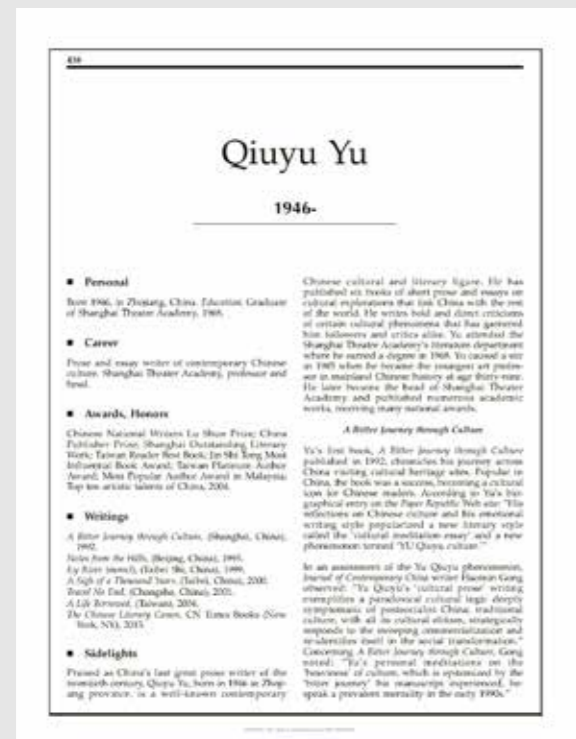 430
Qiuyu Yu
1946-
■ Personal
Born 1946, in Zhejiang, China. Education: Graduate
of Shanghai Theater Academy, 1968.
■ Career
Prose and essay writer of contemporary Chinese
culture. Shanghai Theater Academy, professor and
head.
■ Awards, Honors
Chinese National Writers Lu Shun Prize; China
Publisher Prize; Shanghai Outstanding Literary
Work; Taiwan Reader Best Book; Jin Shi Tong Most
Influential Book Award; Taiwan Platinum Author
Award; Most Popular Author Award in Malaysia;
Top ten artistic talents of China, 2004.
■ Writings
A Bitter Journey through Culture, (Shanghai, China),
1992.
Notes from the Hills, (Beijing, China), 1995.
Icy River (novel), (Taibei Shi, China), 1999.
A Sigh of a Thousand Years, (Taibei, China), 2000.
Travel No End, (Changsha, China), 2001.
A Life Borrowed, (Taiwan), 2004.
The Chinese Literary Canon, CN Times Books (New
York, NY), 2015.
■ Sidelights
Praised as China's last great prose writer of the
twentieth century, Qiuyu Yu, born in 1946 in Zhej-
ang province, is a well-known contemporary
Chinese cultural and literary figure. He has
published six books of short prose and essays on
cultural explorations that link China with the rest
of the world. He writes bold and direct criticisms
of certain cultural phenomena that has garnered
him followers and critics alike. Yu attended the
Shanghai Theater Academy's literature department
where he earned a degree in 1968. Yu caused a stir
in 1985 when he became the youngest art profes-
sor in mainland Chinese history at age thirty-nine.
He later became the head of Shanghai Theater
Academy and published numerous academic
works, receiving many national awards.
A Bitter Journey through Culture
Yu's first book, A Bitter Journey through Culture
published in 1992, chronicles his journey across
China visiting cultural heritage sites. Popular in
China, the book was a success, becoming a cultural
icon for Chinese readers. According to Yu's bio-
graphical entry on the Paper Republic Web site: "His
reflections on Chinese culture and his emotional
writing style popularized a new literary style
called the 'cultural meditation essay' and a new
phenomenon termed 'YU Qiuyu culture.'"
In an assessment of the Yu Qiuyu phenomenon,
Journal of Contemporary China writer Haomin Gong
observed: "Yu Qiuyu's 'cultural prose' writing
exemplifies a paradoxical cultural logic deeply
symptomatic of postsocialist China: traditional
culture, with all its cultural elitism, strategically
responds to the sweeping commercialization and
re-identifies itself in the social transformation."
Concerning A Bitter Journey through Culture, Gong
noted: "Yu's personal meditations on the
'heaviness' of culture, which is epitomized by the
'bitter journey' his manuscript experienced, be-
speak a prevalent mentality in the early 1990s."